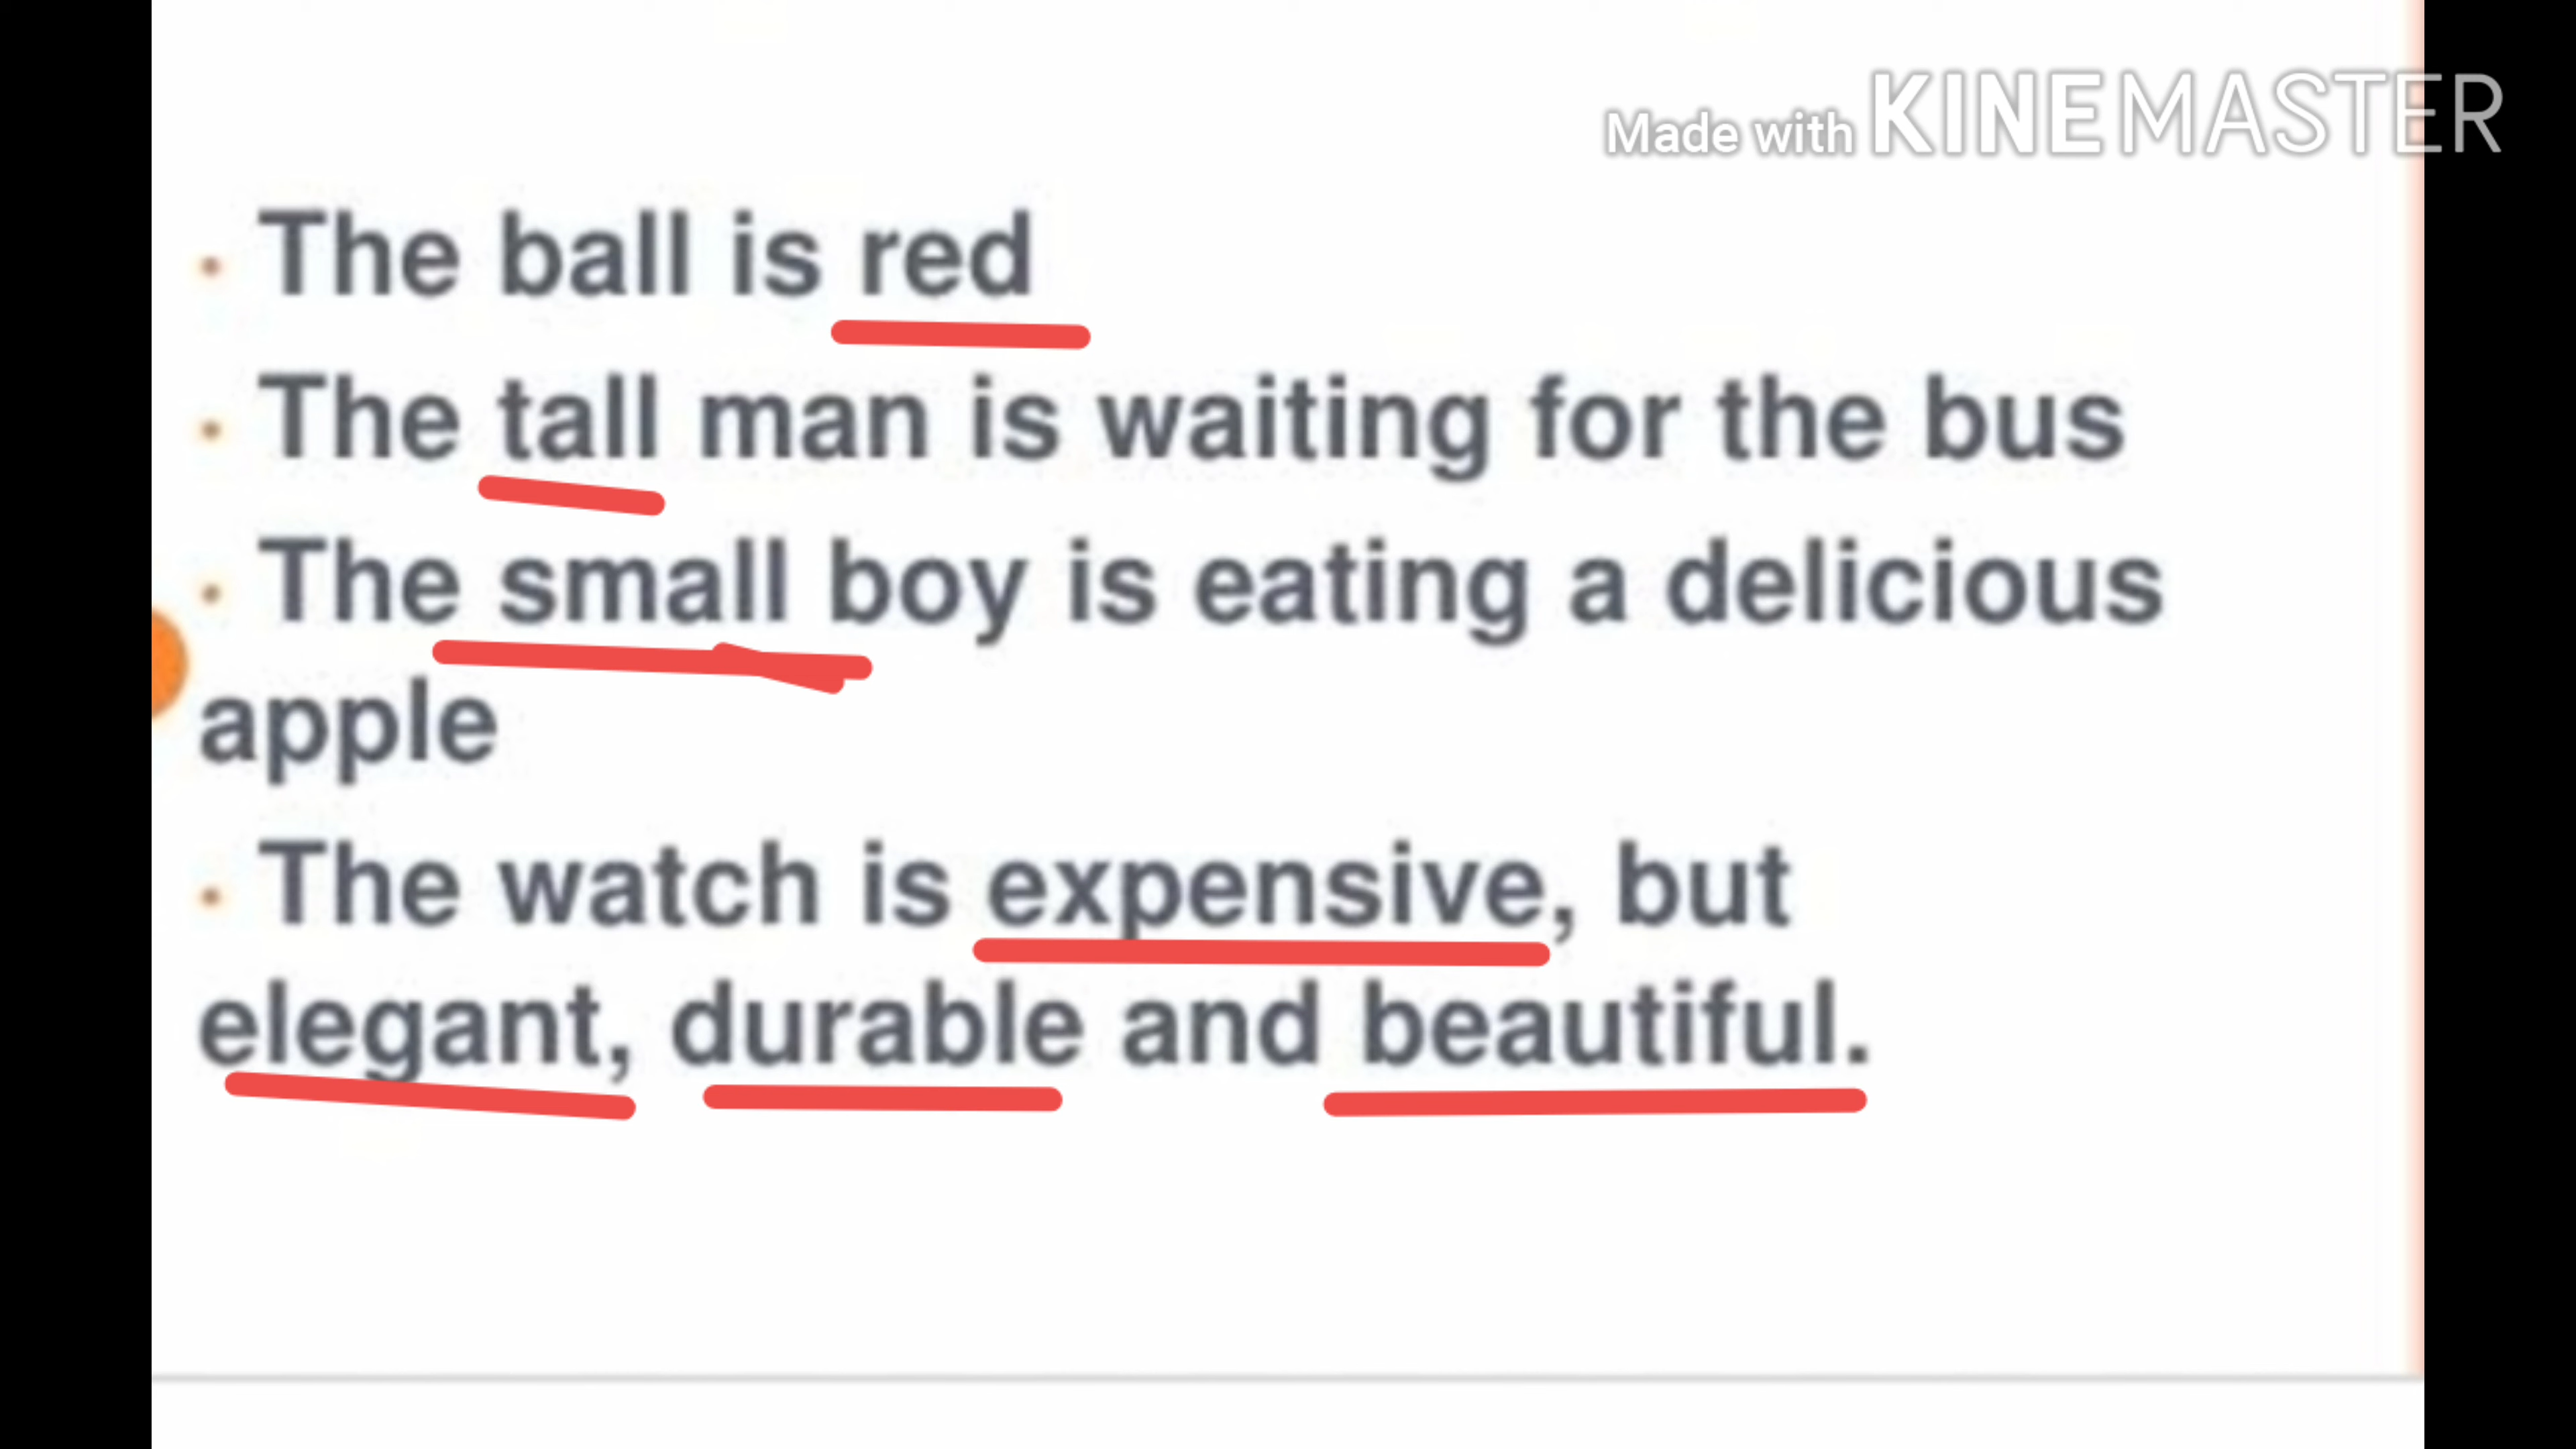 Made with KINEMASTER
• The ball is red
• The tall man is waiting for the bus
• The small boy is eating a delicious
apple
• The watch is expensive, but
elegant, durable and beautiful.